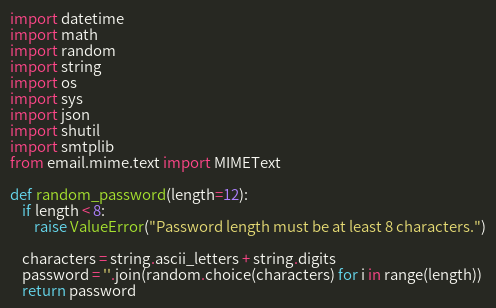 import datetime
import math
import random
import string
import os
import sys
import json
import shutil
import smtplib
from email.mime.text import MIMEText

def random_password(length=12):
    if length < 8:
        raise ValueError("Password length must be at least 8 characters.")

    characters = string.ascii_letters + string.digits
    password = ''.join(random.choice(characters) for i in range(length))
    return password